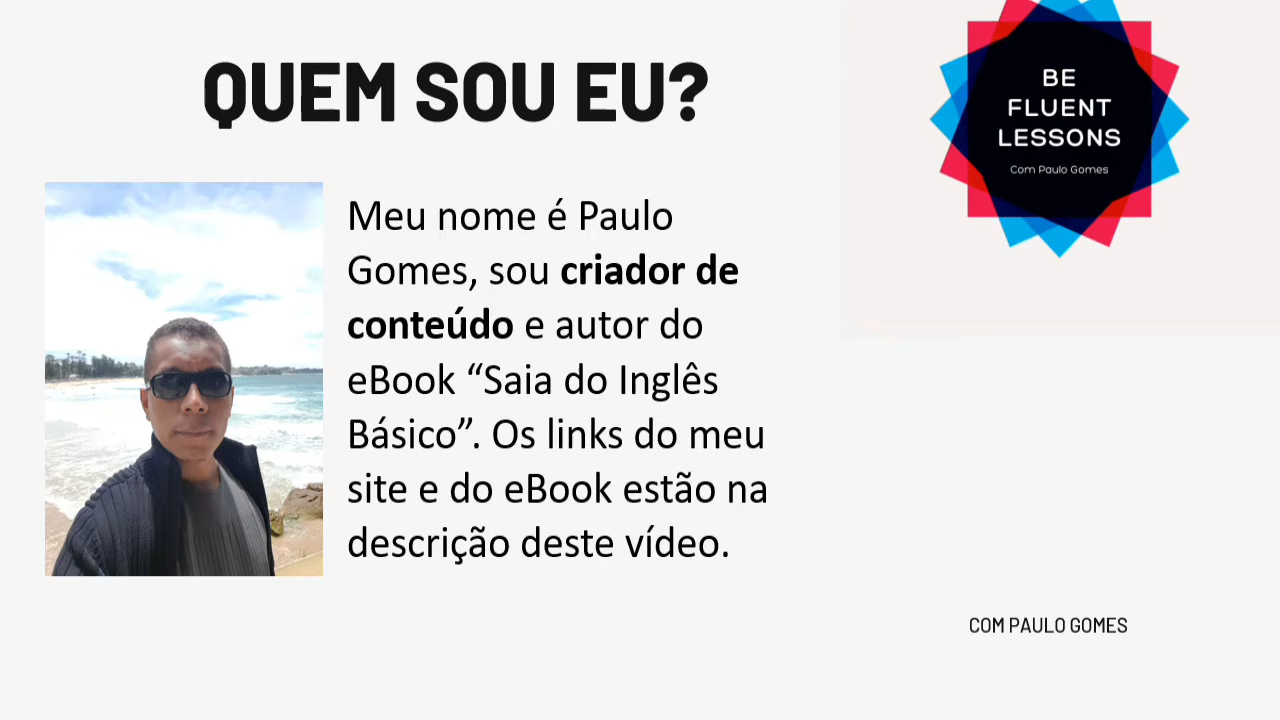 QUEM SOU EU?
BE
FLUENT
LESSONS
Com Paulo Gomes
Meu nome é Paulo
Gomes, sou criador de
conteúdo e autor do
eBook “Saia do Inglês
Básico”. Os links do meu
site e do eBook estão na
descrição deste vídeo.
COM PAULO GOMES